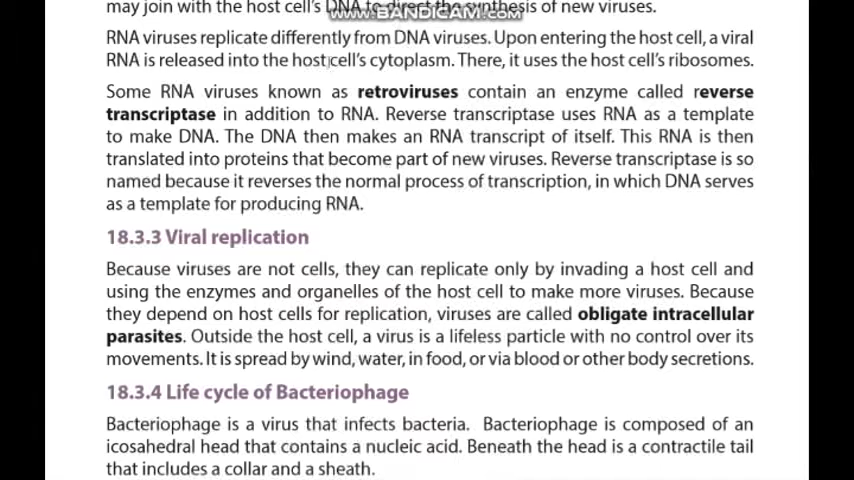 may join with the host cell's DNA to direct the synthesis of new viruses.
www.BANDICAM.com
RNA viruses replicate differently from DNA viruses. Upon entering the host cell, a viral
RNA is released into the host cell's cytoplasm. There, it uses the host cell's ribosomes.
Some RNA viruses known as retroviruses contain an enzyme called reverse
transcriptase in addition to RNA. Reverse transcriptase uses RNA as a template
to make DNA. The DNA then makes an RNA transcript of itself. This RNA is then
translated into proteins that become part of new viruses. Reverse transcriptase is so
named because it reverses the normal process of transcription, in which DNA serves
as a template for producing RNA.
18.3.3 Viral replication
Because viruses are not cells, they can replicate only by invading a host cell and
using the enzymes and organelles of the host cell to make more viruses. Because
they depend on host cells for replication, viruses are called obligate intracellular
parasites. Outside the host cell, a virus is a lifeless particle with no control over its
movements. It is spread by wind, water, in food, or via blood or other body secretions.
18.3.4 Life cycle of Bacteriophage
Bacteriophage is a virus that infects bacteria. Bacteriophage is composed of an
icosahedral head that contains a nucleic acid. Beneath the head is a contractile tail
that includes a collar and a sheath.